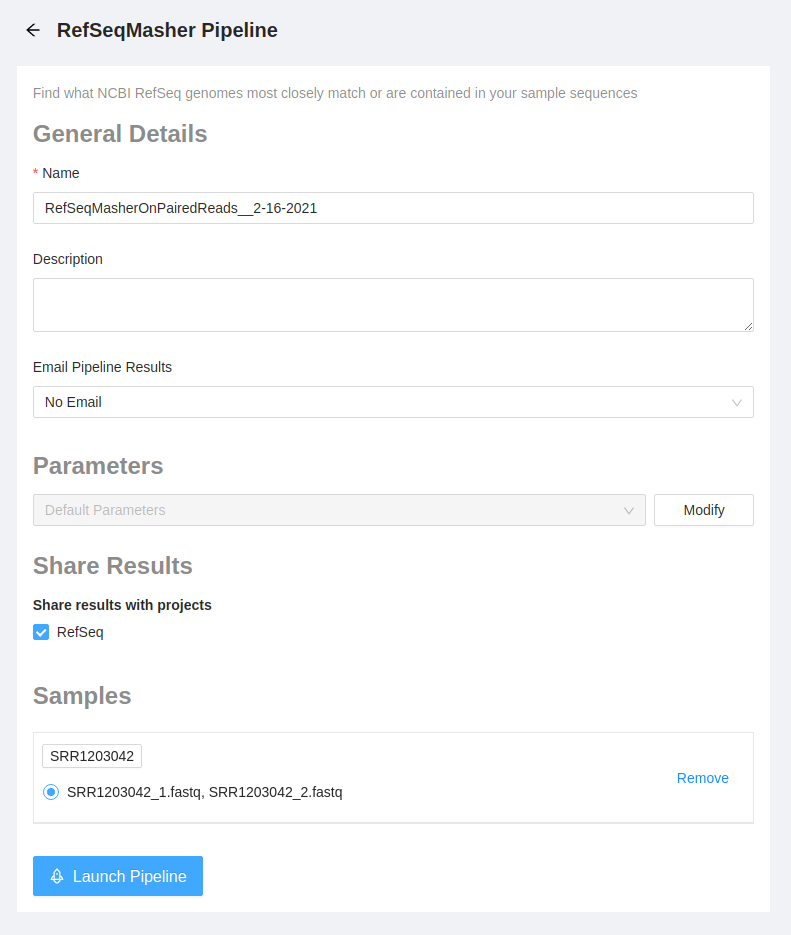 RefSeqMasher Pipeline
Find what NCBI RefSeq genomes most closely match or are contained in your sample sequences
General Details
* Name
RefSeqMasherOnPairedReads__2-16-2021
Description
Email Pipeline Results
No Email
Parameters
Default Parameters
Modify
Share Results
Share results with projects
RefSeq
Samples
SRR1203042
Remove
SRR1203042_1.fastq, SRR1203042_2.fastq
Launch Pipeline